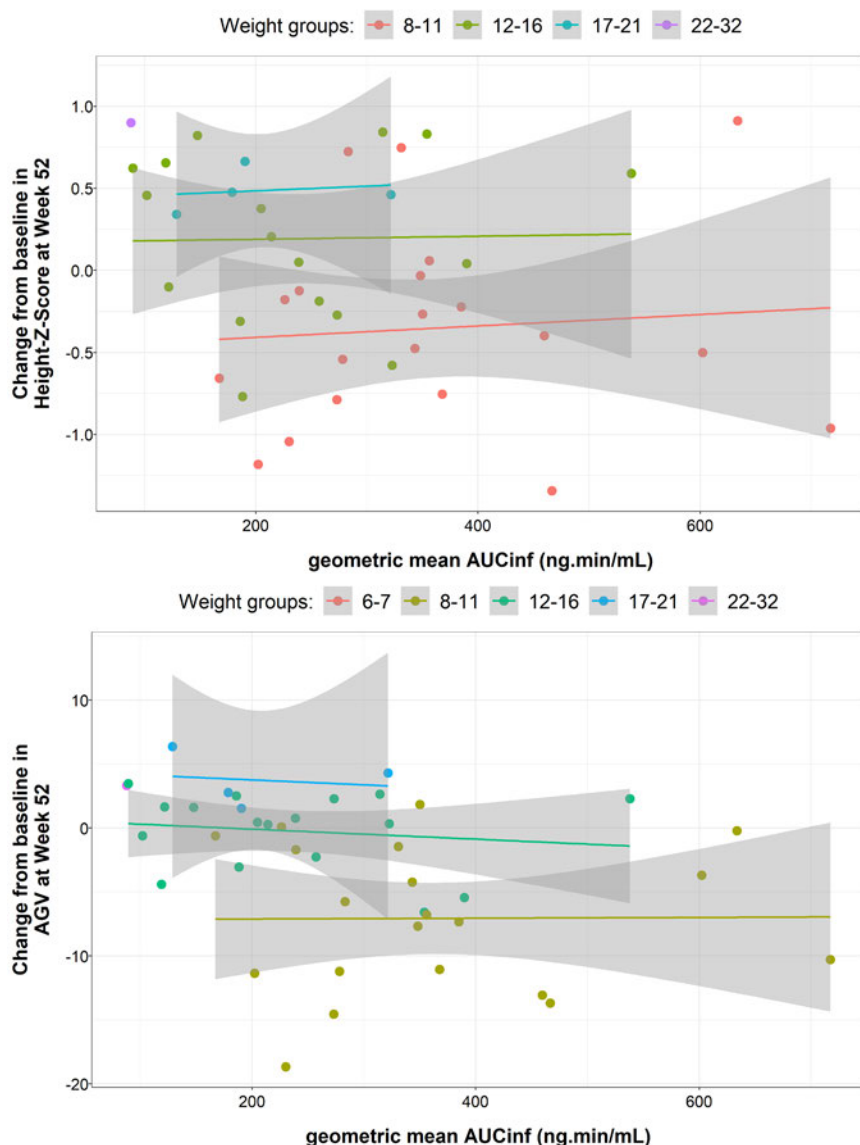 Weight groups: 8-11 12-16 17-21 22-32
1.0
0.5
0.0
-0.5
-1.0
Change from baseline in
Height-Z-Score at Week 52
200 400 600
geometric mean AUCinf (ng.min/mL)
Weight groups: 6-7 8-11 12-16 17-21 22-32
10
0
-10
-20
Change from baseline in
AGV at Week 52
200 400 600
geometric mean AUCinf (ng.min/mL)